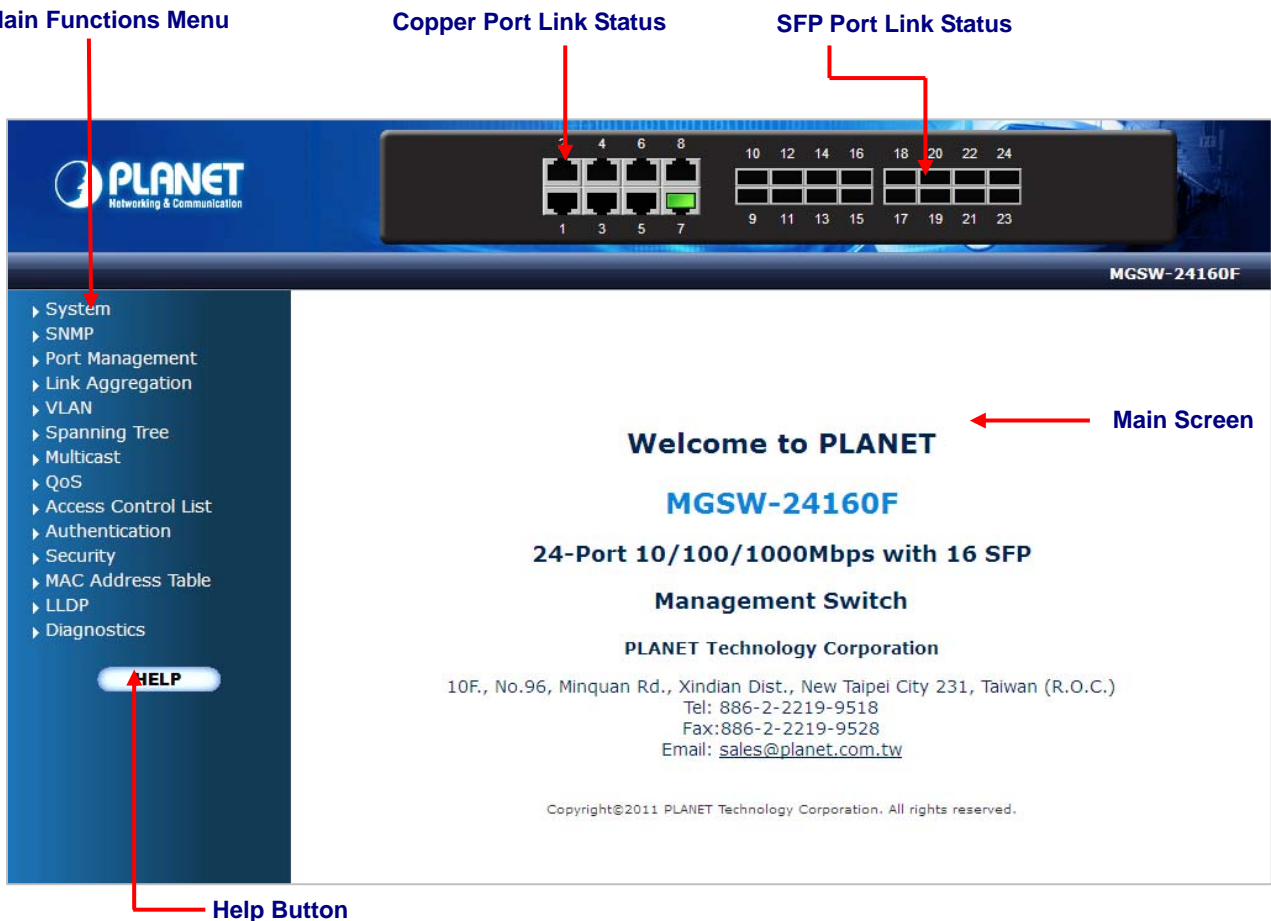 Main Functions Menu
Copper Port Link Status
SFP Port Link Status
PLANET
Networking & Communication
2 4 6 8
10 12 14 16 18 20 22 24
1 3 5 7
9 11 13 15 17 19 21 23
MGSW-24160F
System
SNMP
Port Management
Link Aggregation
VLAN
Spanning Tree
Multicast
QoS
Access Control List
Authentication
Security
MAC Address Table
LLDP
Diagnostics
HELP
Welcome to PLANET
Main Screen
MGSW-24160F
24-Port 10/100/1000Mbps with 16 SFP
Management Switch
PLANET Technology Corporation
10F., No.96, Minquan Rd., Xindian Dist., New Taipei City 231, Taiwan (R.O.C.)
Tel: 886-2-2219-9518
Fax:886-2-2219-9528
Email: sales@planet.com.tw
Copyright©2011 PLANET Technology Corporation. All rights reserved.
Help Button